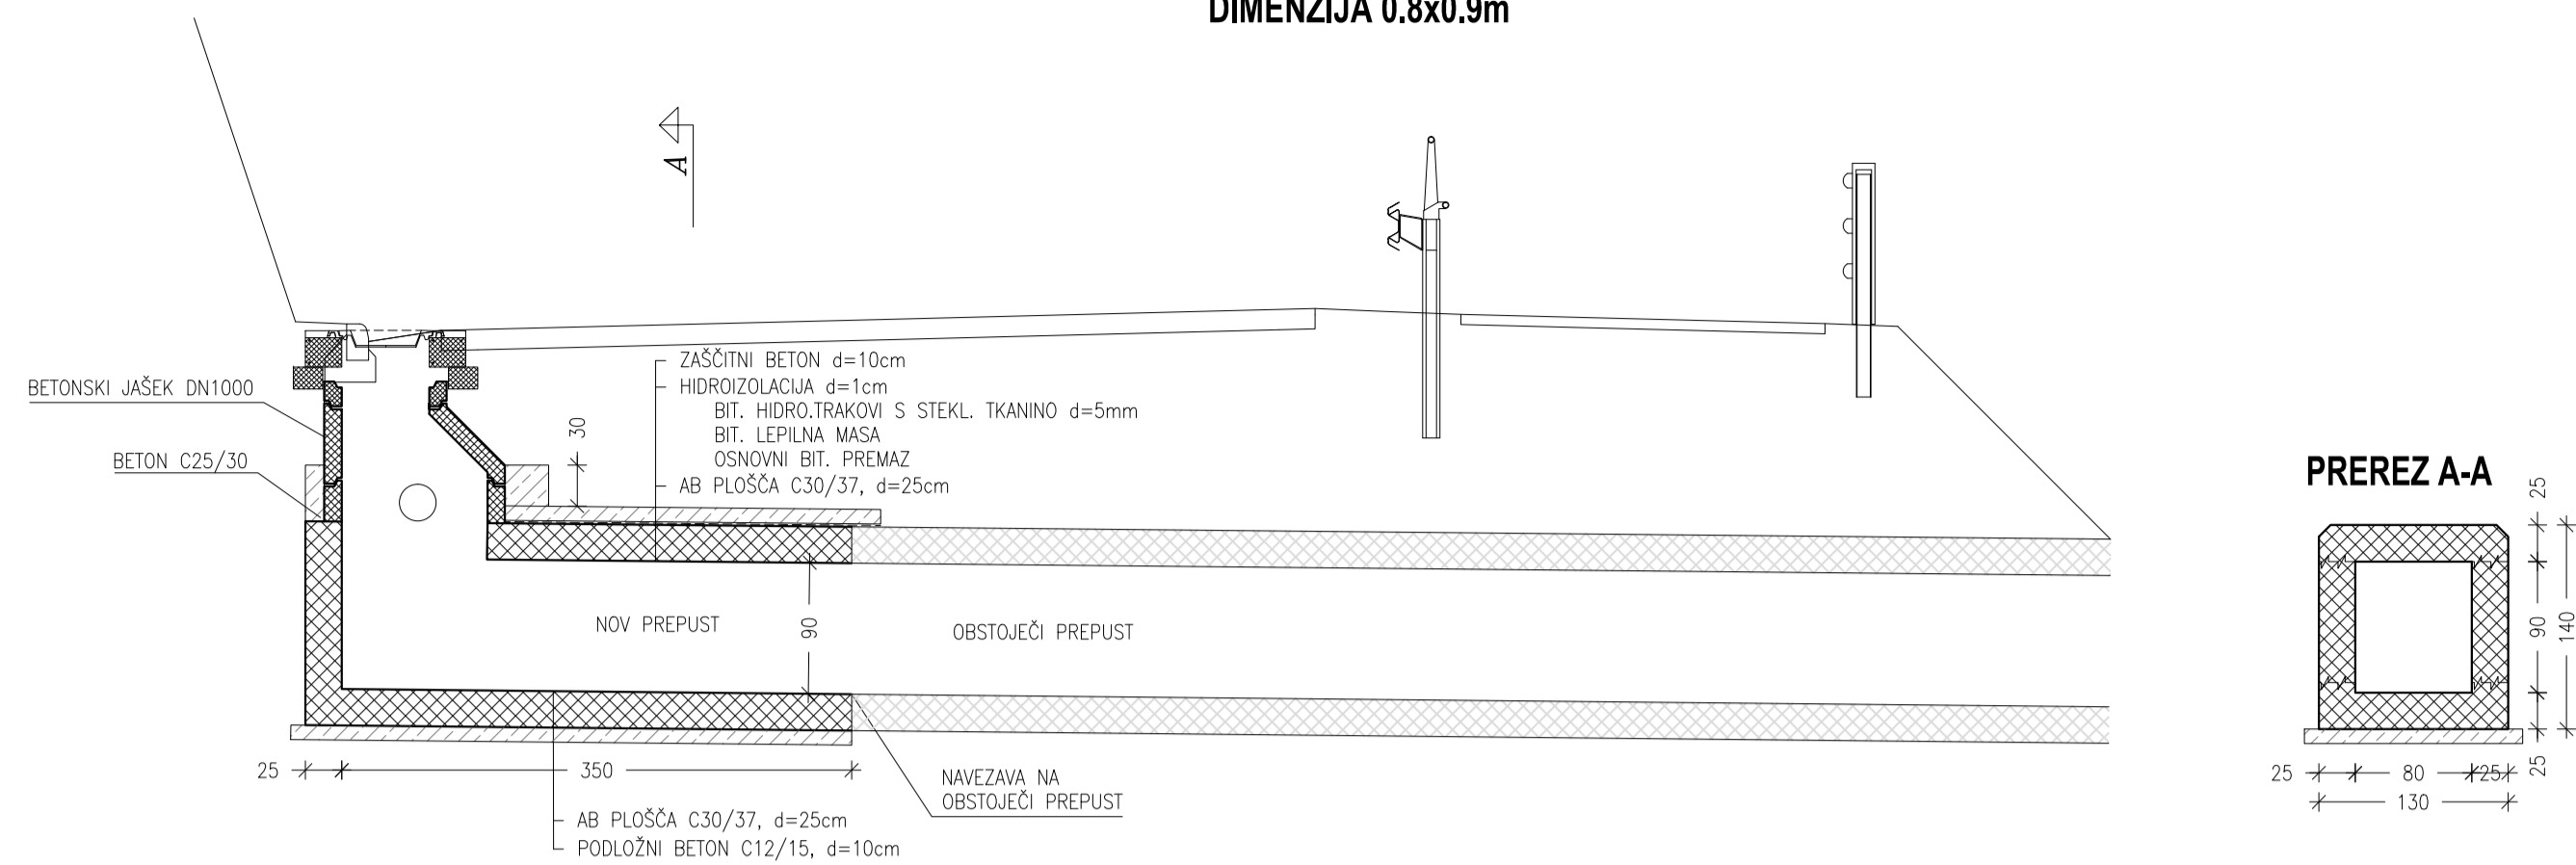 DIMENZIJA 0.8x0.9m
A
ZAŠČITNI BETON d=10cm
HIDROIZOLACIJA d=1cm
BIT. HIDRO.TRAKOVI S STEKL. TKANINO d=5mm
BIT. LEPILNA MASA
OSNOVNI BIT. PREMAZ
AB PLOŠČA C30/37, d=25cm
BETONSKI JAŠEK DN1000
BETON C25/30
30
NOV PREPUST
90
OBSTOJEČI PREPUST
25
350
NAVEZAVA NA
OBSTOJEČI PREPUST
AB PLOŠČA C30/37, d=25cm
PODLOŽNI BETON C12/15, d=10cm
PREREZ A-A
25
90
140
25
25
80
25
130